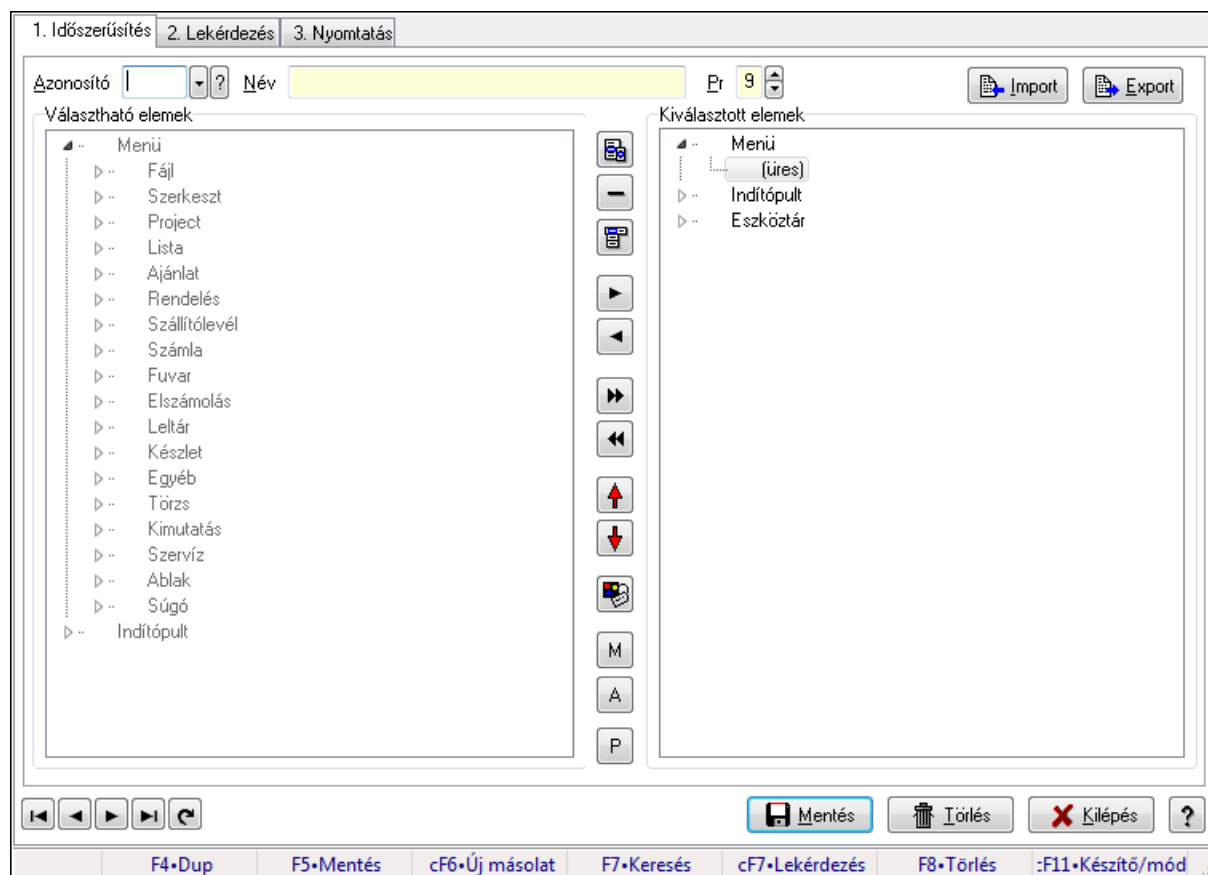 1. Időszerűsítés 2. Lekérdezés 3. Nyomtatás
Azonosító ? Név Pr 9 Import Export
Választható elemek Kiválasztott elemek
Menü
Fájl
Szerkeszt
Project
Lista
Ajánlat
Rendelés
Szállítólevél
Számla
Fuvar
Elszámolás
Leltár
Készlet
Egyéb
Törzs
Kimutatás
Szervíz
Ablak
Súgó
Indítópult
M
A
P
Menü
(üres)
Indítópult
Eszköztár
Mentés Törlés Kilépés ?
F4•Dup F5•Mentés cF6•Új másolat F7•Keresés cF7•Lekérdezés F8•Törlés :F11•Készítő/mód